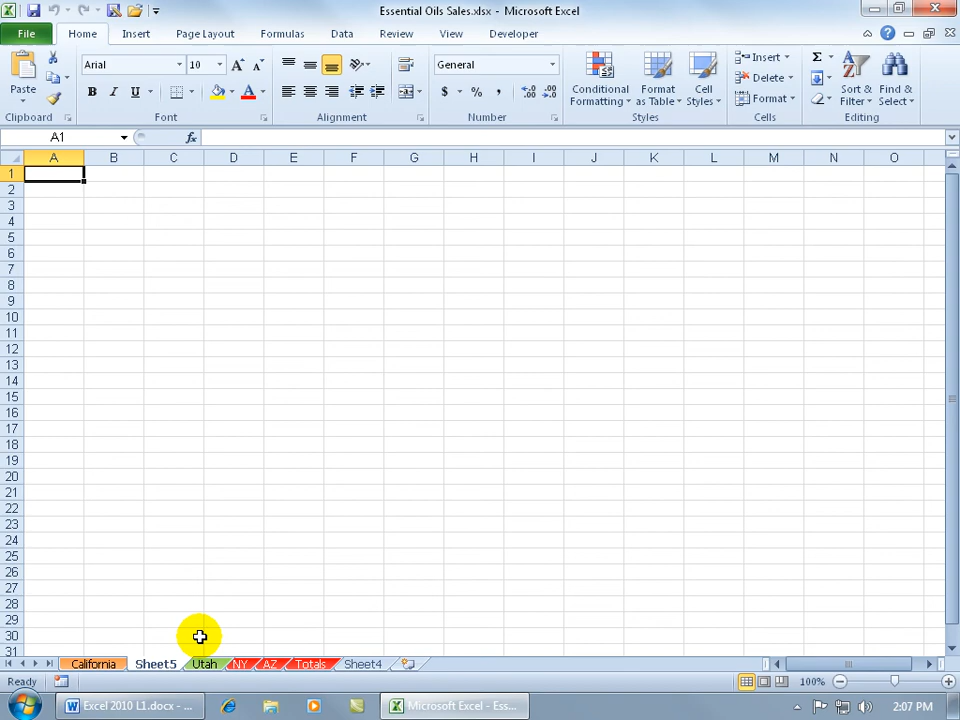 Essential Oils Sales.xlsx - Microsoft Excel
File Home Insert Page Layout Formulas Data Review View Developer
Paste
Arial 10
B I U
General
$ % ,
Conditional Formatting
Format as Table
Cell Styles
Insert
Delete
Format
Σ
Sort & Filter
Find & Select
Clipboard Font Alignment Number Styles Cells Editing
A1 fx
A B C D E F G H I J K L M N O
1
2
3
4
5
6
7
8
9
10
11
12
13
14
15
16
17
18
19
20
21
22
23
24
25
26
27
28
29
30
31
California Sheet5 Utah NY AZ Totals Sheet4
Ready 100%
Excel 2010 L1.docx - ... Microsoft Excel - Ess... 2:07 PM